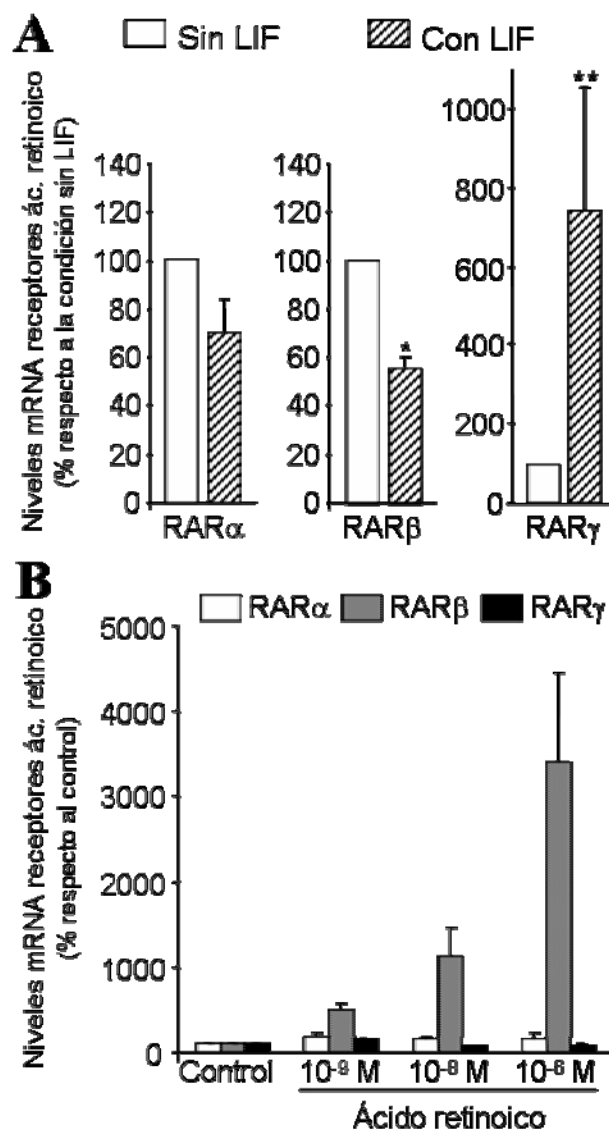 A
Sin LIF
Con LIF
Niveles mRNA receptores ác. retinoico
(% respecto a la condición sin LIF)
140
120
100
80
60
40
20
0
RARα
140
120
100
80
60
40
20
0
*
RARβ
1000
800
600
400
200
0
**
RARγ
B
RARα
RARβ
RARγ
Niveles mRNA receptores ác. retinoico
(% respecto al control)
5000
4000
3000
2000
1000
0
Control
10⁻⁹ M
10⁻⁸ M
10⁻⁶ M
Ácido retinoico